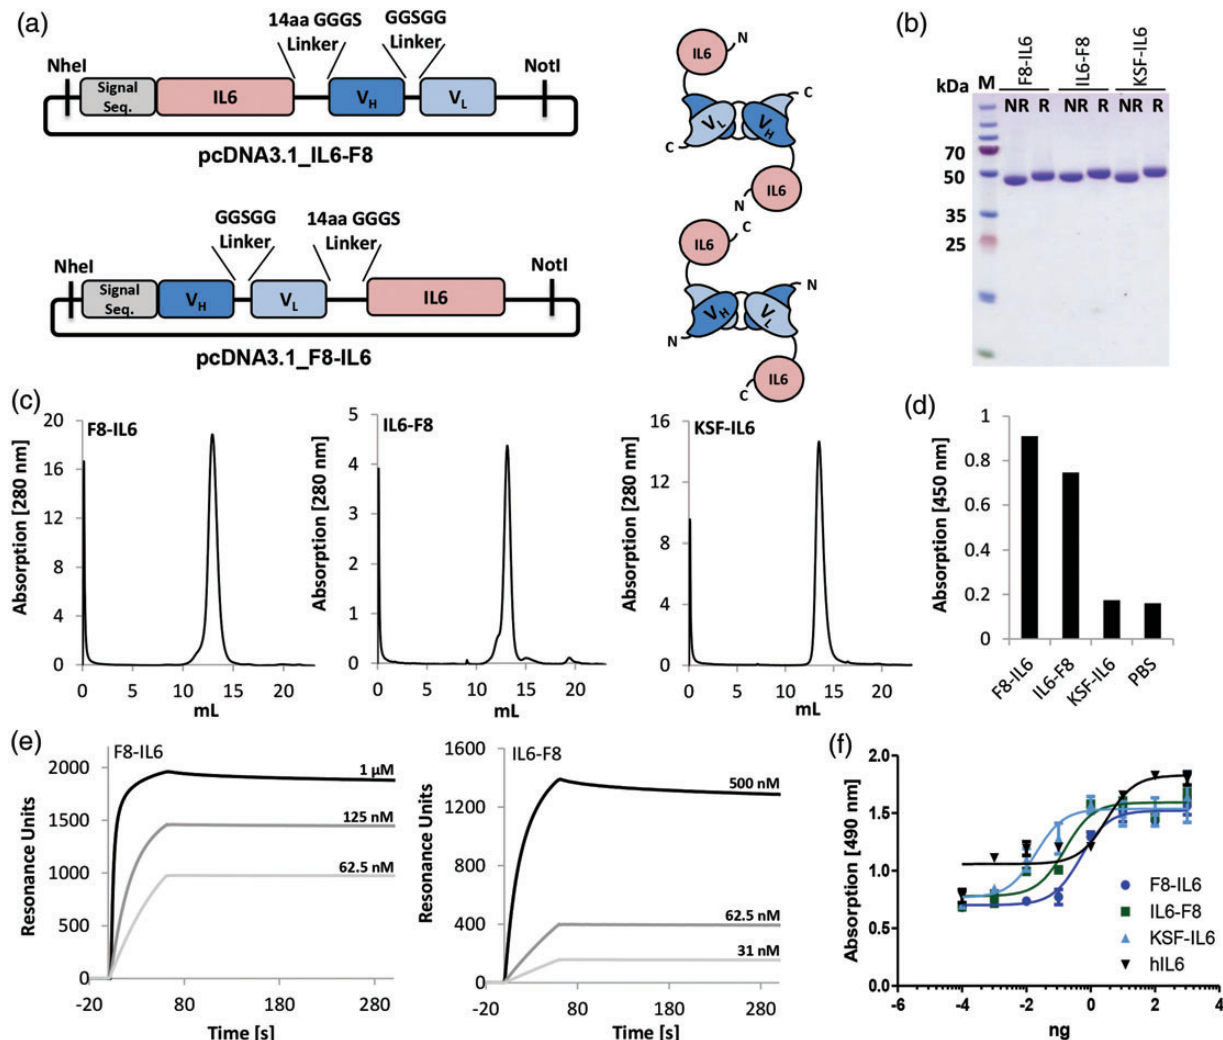 (a)
14aa GGGS
Linker
GGSGG
Linker
NheI
NotI
Signal
Seq.
IL6
VH
VL
pcDNA3.1_IL6-F8
GGSGG
Linker
14aa GGGS
Linker
NheI
NotI
Signal
Seq.
VH
VL
IL6
pcDNA3.1_F8-IL6
IL6
N
C
VL
VH
C
IL6
N
IL6
C
N
VH
VL
N
IL6
C
(b)
F8-IL6
IL6-F8
KSF-IL6
kDa
M
NR R NR R NR R
70
50
35
25
(c)
F8-IL6
Absorption [280 nm]
20
16
12
8
4
0
0 5 10 15 20
mL
IL6-F8
Absorption [280 nm]
5
4
3
2
1
0
0 5 10 15 20
mL
KSF-IL6
Absorption [280 nm]
16
12
8
4
0
0 5 10 15 20
mL
(d)
Absorption [450 nm]
1
0.8
0.6
0.4
0.2
0
F8-IL6
IL6-F8
KSF-IL6
PBS
(e)
F8-IL6
Resonance Units
2000
1500
1000
500
0
1 µM
125 nM
62.5 nM
-20 80 180 280
Time [s]
IL6-F8
Resonance Units
1600
1200
800
400
0
500 nM
62.5 nM
31 nM
-20 80 180 280
Time [s]
(f)
Absorption [490 nm]
2.0
1.5
1.0
0.5
0.0
F8-IL6
IL6-F8
KSF-IL6
hIL6
-6 -4 -2 0 2 4
ng